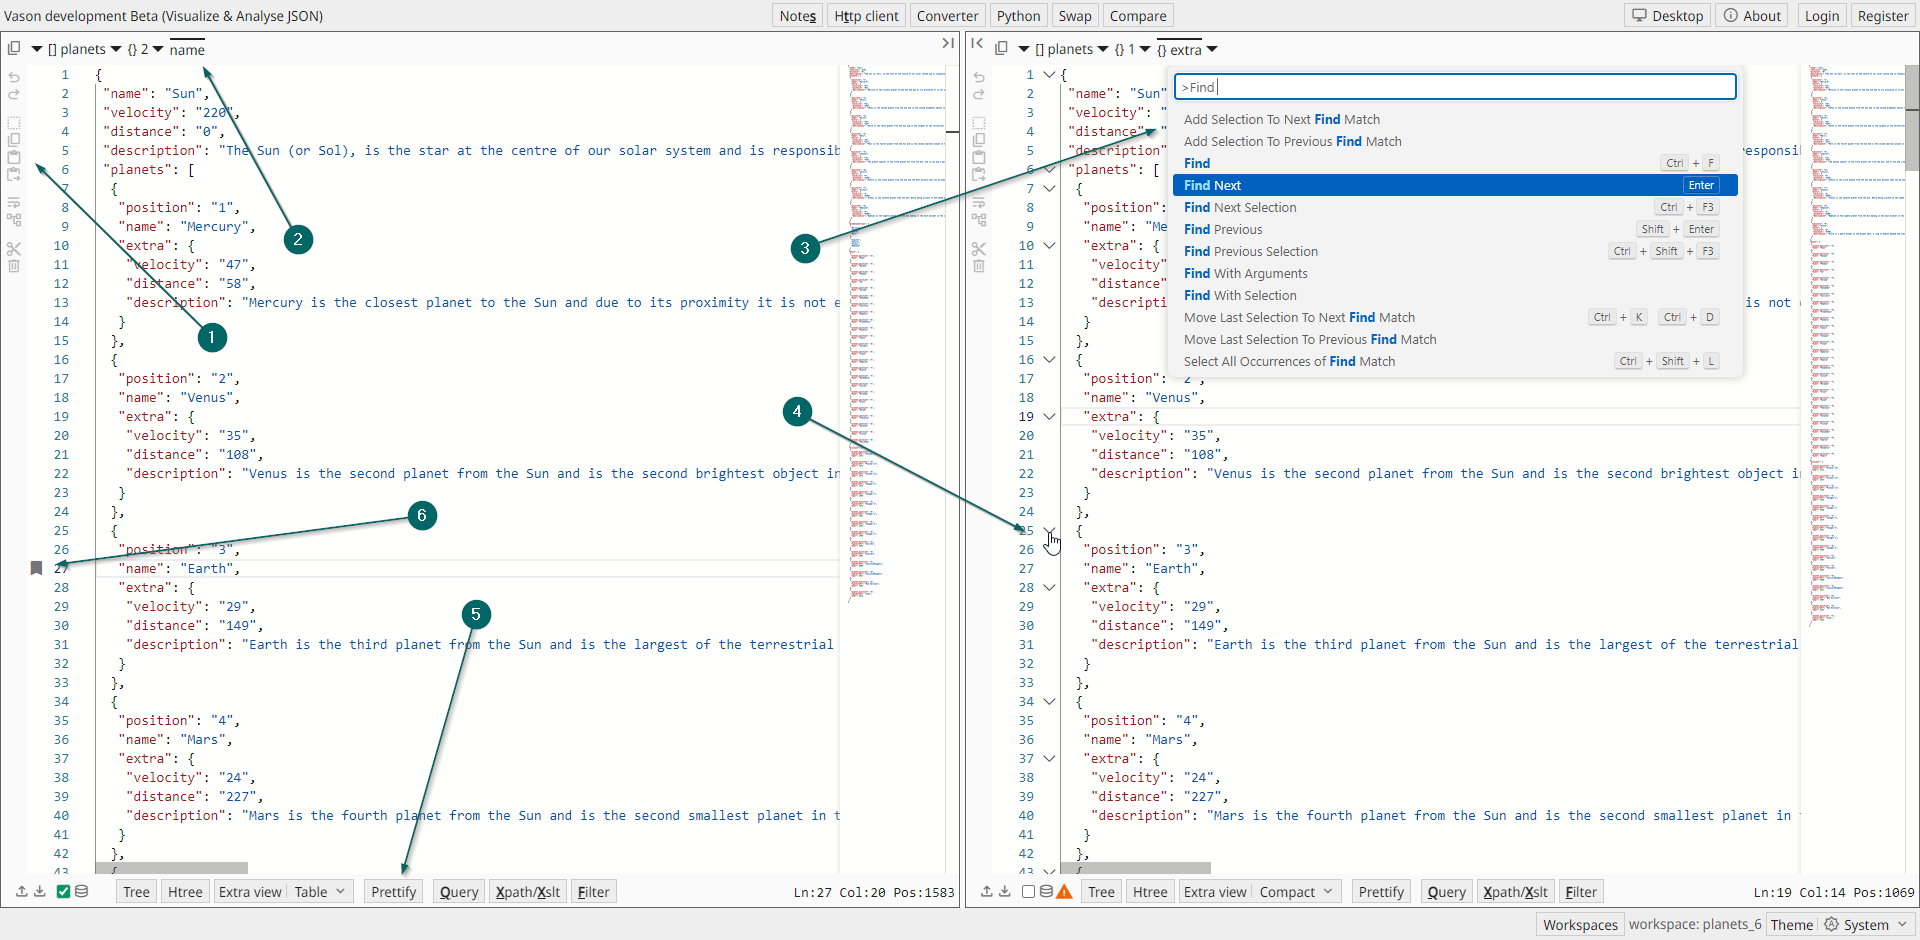 Vason development Beta (Visualize & Analyse JSON)
Notes
Http client
Converter
Python
Swap
Compare
Desktop
About
Login
Register
[] planets {} 2 name
1 {
2 "name": "Sun",
3 "velocity": "220",
4 "distance": "0",
5 "description": "The Sun (or Sol), is the star at the centre of our solar system and is responsib
6 "planets": [
7 {
8 "position": "1",
9 "name": "Mercury",
10 "extra": {
11 "velocity": "47",
12 "distance": "58",
13 "description": "Mercury is the closest planet to the Sun and due to its proximity it is not e
14 }
15 },
16 {
17 "position": "2",
18 "name": "Venus",
19 "extra": {
20 "velocity": "35",
21 "distance": "108",
22 "description": "Venus is the second planet from the Sun and is the second brightest object in
23 }
24 },
25 {
26 "position": "3",
27 "name": "Earth",
28 "extra": {
29 "velocity": "29",
30 "distance": "149",
31 "description": "Earth is the third planet from the Sun and is the largest of the terrestrial
32 }
33 },
34 {
35 "position": "4",
36 "name": "Mars",
37 "extra": {
38 "velocity": "24",
39 "distance": "227",
40 "description": "Mars is the fourth planet from the Sun and is the second smallest planet in t
41 }
42 },
43 {
1
2
3
4
5
6
Tree
Htree
Extra view
Table
Prettify
Query
Xpath/Xslt
Filter
Ln:27 Col:20 Pos:1583
[] planets {} 1 {} extra
1 {
2 "name": "Sun"
3 "velocity": "
4 "distance": "
5 "description" responsib
6 "planets": [
7 {
8 "position":
9 "name": "Me
10 "extra": {
11 "velocity"
12 "distance"
13 "descripti is not
14 }
15 },
16 {
17 "position": "2",
18 "name": "Venus",
19 "extra": {
20 "velocity": "35",
21 "distance": "108",
22 "description": "Venus is the second planet from the Sun and is the second brightest object i
23 }
24 },
25 {
26 "position": "3",
27 "name": "Earth",
28 "extra": {
29 "velocity": "29",
30 "distance": "149",
31 "description": "Earth is the third planet from the Sun and is the largest of the terrestrial
32 }
33 },
34 {
35 "position": "4",
36 "name": "Mars",
37 "extra": {
38 "velocity": "24",
39 "distance": "227",
40 "description": "Mars is the fourth planet from the Sun and is the second smallest planet in
41 }
42 },
43 {
>Find
Add Selection To Next Find Match
Add Selection To Previous Find Match
Find Ctrl + F
Find Next Enter
Find Next Selection Ctrl + F3
Find Previous Shift + Enter
Find Previous Selection Ctrl + Shift + F3
Find With Arguments
Find With Selection
Move Last Selection To Next Find Match Ctrl + K Ctrl + D
Move Last Selection To Previous Find Match
Select All Occurrences of Find Match Ctrl + Shift + L
Tree
Htree
Extra view
Compact
Prettify
Query
Xpath/Xslt
Filter
Ln:19 Col:14 Pos:1069
Workspaces
workspace: planets_6
Theme
System